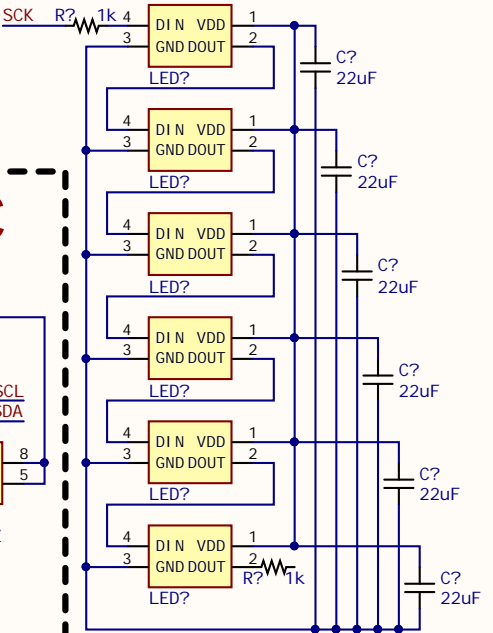 SCK R? 1k 4 DIN VDD 1
3 GND DOUT 2
C?
LED? 22uF
4 DIN VDD 1
3 GND DOUT 2
C?
LED? 22uF
4 DIN VDD 1
3 GND DOUT 2
C?
LED? 22uF
4 DIN VDD 1
3 GND DOUT 2
C?
SCL LED? 22uF
SDA
4 DIN VDD 1
8 3 GND DOUT 2
5 C?
LED? 22uF
4 DIN VDD 1
3 GND DOUT 2
R? 1k C?
LED? 22uF